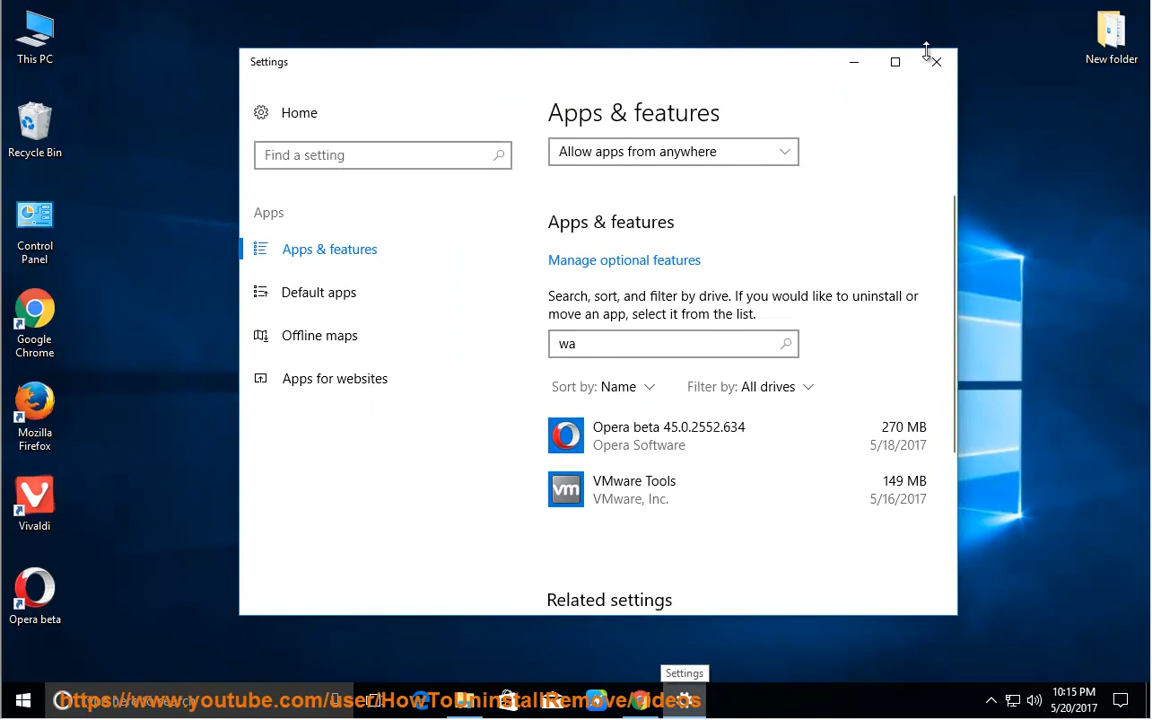 This PC
Recycle Bin
Control
Panel
Google
Chrome
Mozilla
Firefox
Vivaldi
Opera beta
New folder
Settings
Home
Find a setting
Apps
Apps & features
Default apps
Offline maps
Apps for websites
Apps & features
Allow apps from anywhere
Apps & features
Manage optional features
Search, sort, and filter by drive. If you would like to uninstall or
move an app, select it from the list.
wa
Sort by: Name
Filter by: All drives
Opera beta 45.0.2552.634 270 MB
Opera Software 5/18/2017
vm
VMware Tools 149 MB
VMware, Inc. 5/16/2017
Related settings
Settings
https://www.youtube.com/user/HowToUninstallRemove/videos
10:15 PM
5/20/2017